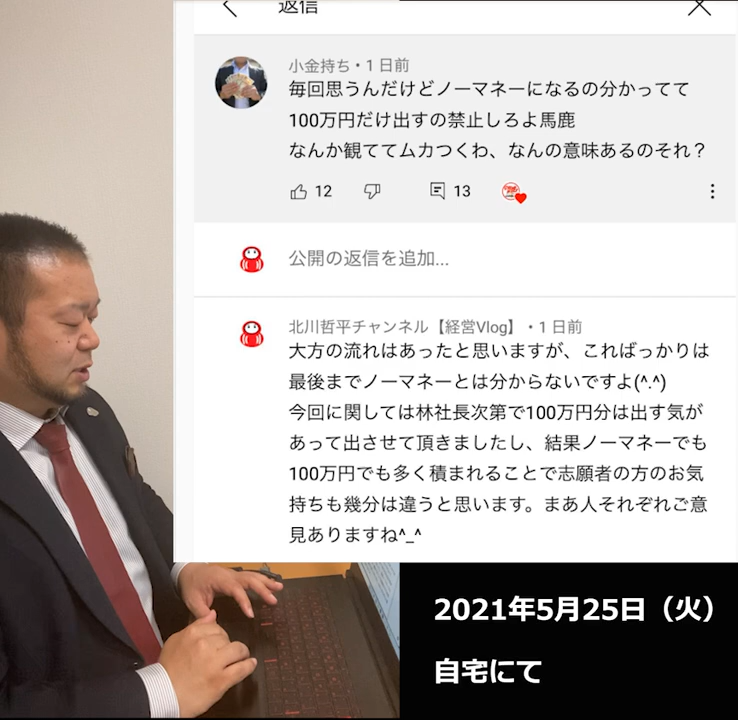 返信
小金持ち・1 日前
毎回思うんだけどノーマネーになるの分かってて
100万円だけ出すの禁止しろよ馬鹿
なんか観ててムカつくわ、なんの意味あるのそれ？
12
13
公開の返信を追加...
北川哲平チャンネル【経営Vlog】・1 日前
大方の流れはあったと思いますが、こればっかりは
最後までノーマネーとは分からないですよ(^.^)
今回に関しては林社長次第で100万円分は出す気が
あって出させて頂きましたし、結果ノーマネーでも
100万円でも多く積まれることで志願者の方のお気
持ちも幾分は違うと思います。まあ人それぞれご意
見ありますね^_^
2021年5月25日（火）
自宅にて